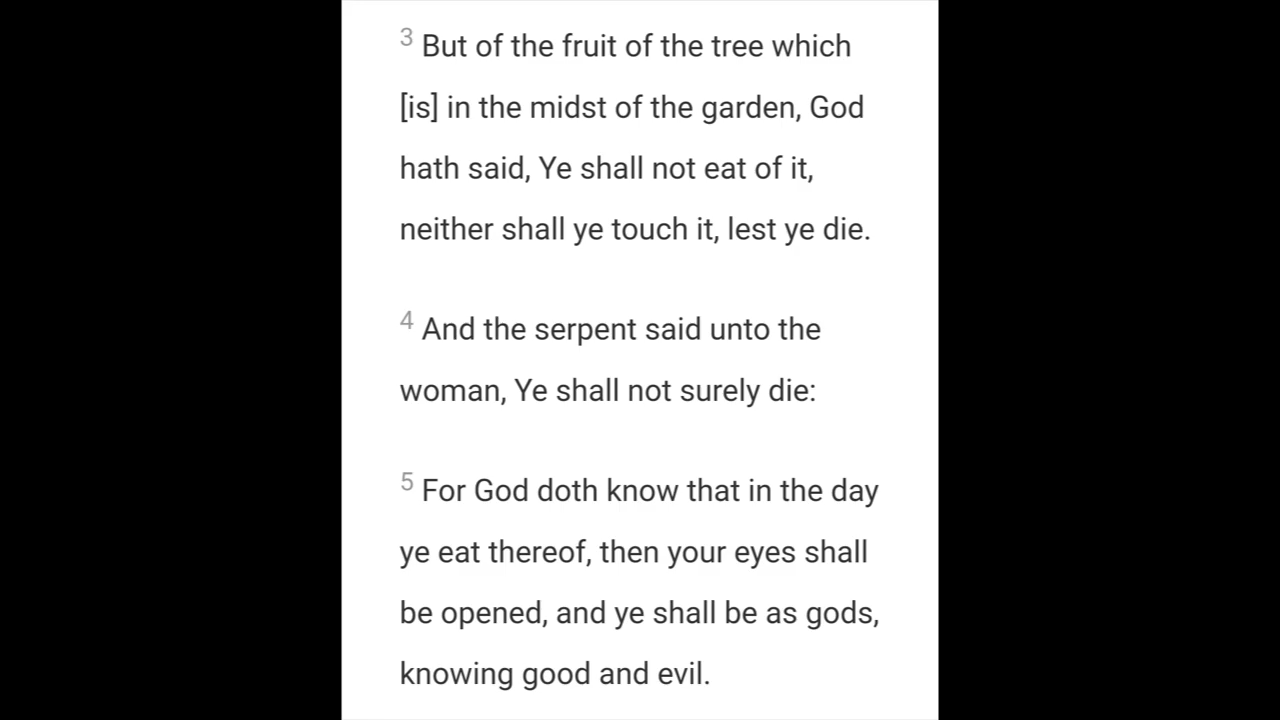 3 But of the fruit of the tree which
[is] in the midst of the garden, God
hath said, Ye shall not eat of it,
neither shall ye touch it, lest ye die.
4 And the serpent said unto the
woman, Ye shall not surely die:
5 For God doth know that in the day
ye eat thereof, then your eyes shall
be opened, and ye shall be as gods,
knowing good and evil.